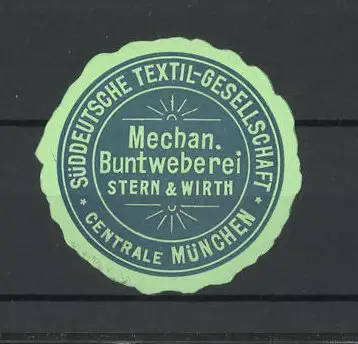 SÜDDEUTSCHE TEXTIL-GESELLSCHAFT
Mechan.
Buntweberei
STERN & WIRTH
* CENTRALE MÜNCHEN *